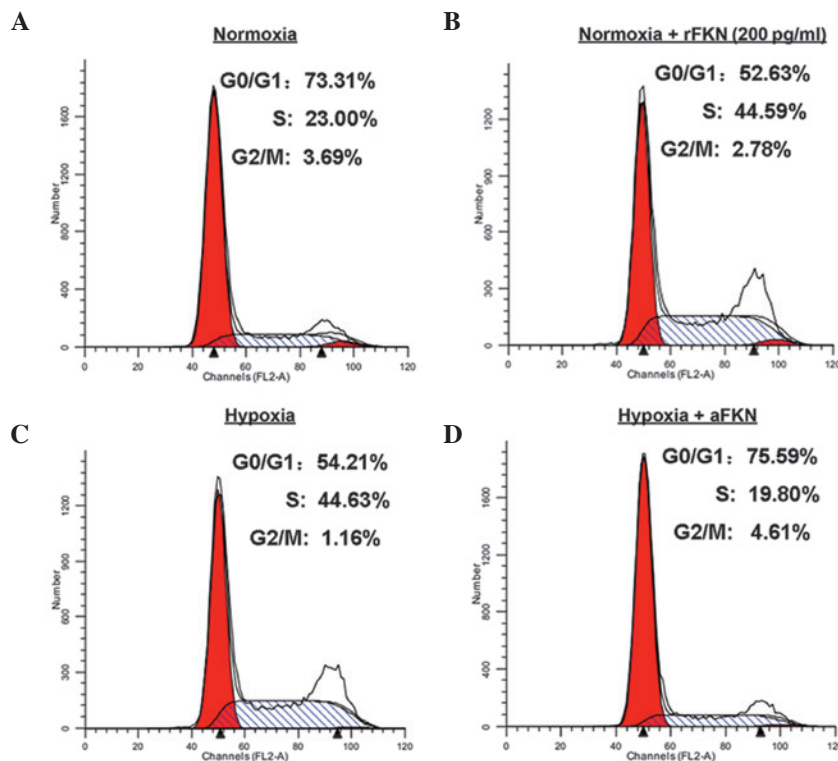 A
Normoxia
G0/G1: 73.31%
S: 23.00%
G2/M: 3.69%
Number
1600
1200
800
400
0
0 20 40 60 80 100 120
Channels (FL2-A)
B
Normoxia + rFKN (200 pg/ml)
G0/G1: 52.63%
S: 44.59%
G2/M: 2.78%
Number
1200
900
600
300
0
0 20 40 60 80 100 120
Channels (FL2-A)
C
Hypoxia
G0/G1: 54.21%
S: 44.63%
G2/M: 1.16%
Number
1200
900
600
300
0
0 20 40 60 80 100 120
Channels (FL2-A)
D
Hypoxia + aFKN
G0/G1: 75.59%
S: 19.80%
G2/M: 4.61%
Number
1600
1200
800
400
0
0 20 40 60 80 100 120
Channels (FL2-A)